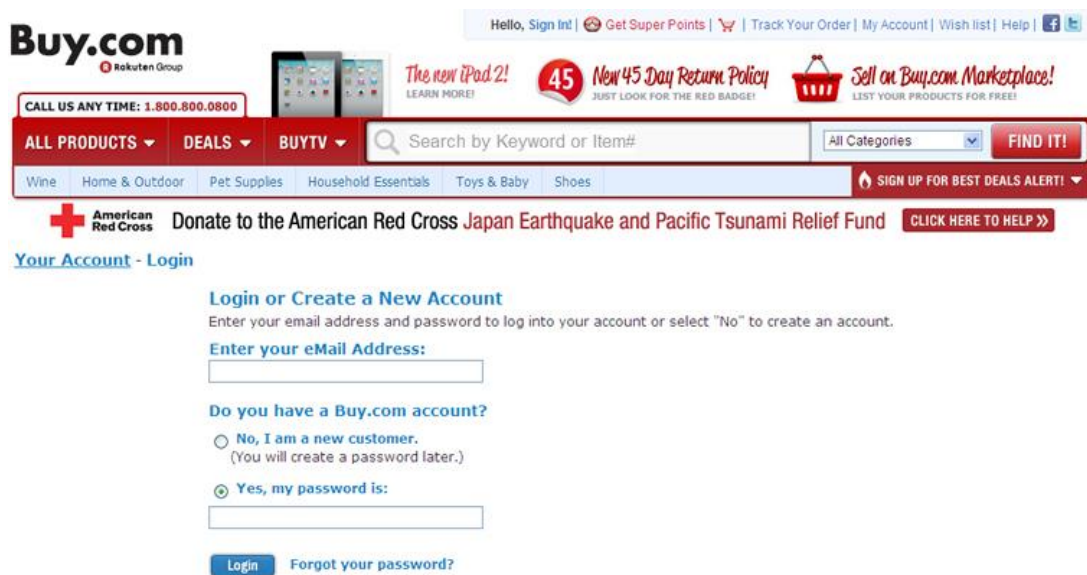 Hello, Sign In! | Get Super Points | | Track Your Order | My Account | Wish list | Help |
Buy.com
Rakuten Group
The new iPad 2!
LEARN MORE!
45
New 45 Day Return Policy
JUST LOOK FOR THE RED BADGE!
Sell on Buy.com Marketplace!
LIST YOUR PRODUCTS FOR FREE!
CALL US ANY TIME: 1.800.800.0800
ALL PRODUCTS DEALS BUYTV Search by Keyword or Item# All Categories FIND IT!
Wine Home & Outdoor Pet Supplies Household Essentials Toys & Baby Shoes SIGN UP FOR BEST DEALS ALERT!
American
Red Cross
Donate to the American Red Cross Japan Earthquake and Pacific Tsunami Relief Fund CLICK HERE TO HELP »
Your Account - Login
Login or Create a New Account
Enter your email address and password to log into your account or select "No" to create an account.
Enter your eMail Address:
Do you have a Buy.com account?
No, I am a new customer.
(You will create a password later.)
Yes, my password is:
Login Forgot your password?